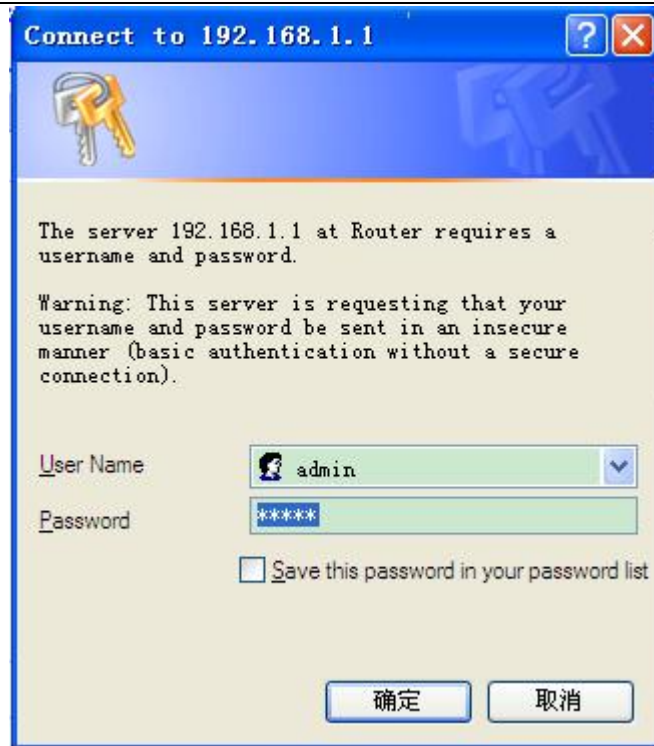 Connect to 192.168.1.1
The server 192.168.1.1 at Router requires a
username and password.
Warning: This server is requesting that your
username and password be sent in an insecure
manner (basic authentication without a secure
connection).
User Name
admin
Password
*****
Save this password in your password list
确定
取消